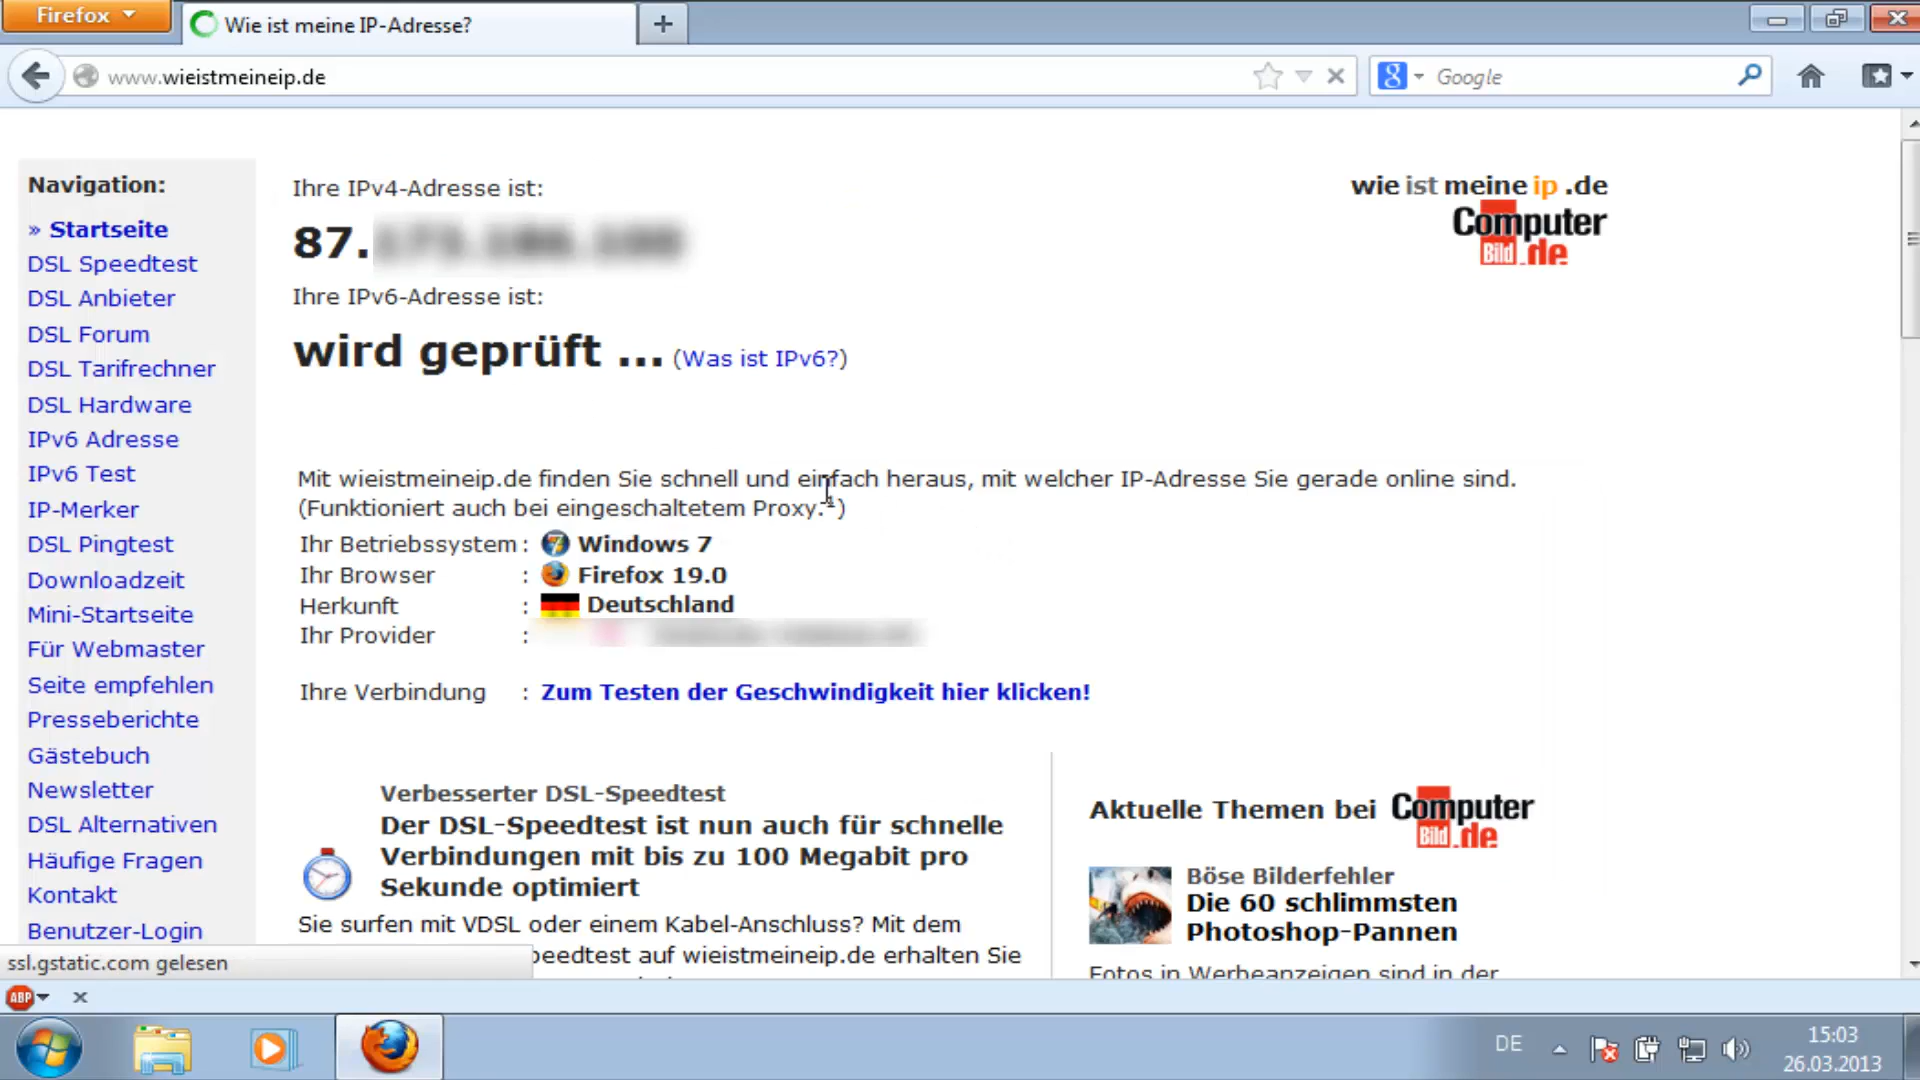 Firefox
Wie ist meine IP-Adresse?
www.wieistmeineip.de
Google
Navigation:
» Startseite
DSL Speedtest
DSL Anbieter
DSL Forum
DSL Tarifrechner
DSL Hardware
IPv6 Adresse
IPv6 Test
IP-Merker
DSL Pingtest
Downloadzeit
Mini-Startseite
Für Webmaster
Seite empfehlen
Presseberichte
Gästebuch
Newsletter
DSL Alternativen
Häufige Fragen
Kontakt
Benutzer-Login
Ihre IPv4-Adresse ist:
87.
Ihre IPv6-Adresse ist:
wird geprüft ... (Was ist IPv6?)
wie ist meine ip .de
Computer
Bild.de
Mit wieistmeineip.de finden Sie schnell und einfach heraus, mit welcher IP-Adresse Sie gerade online sind.
(Funktioniert auch bei eingeschaltetem Proxy.*)
Ihr Betriebssystem : Windows 7
Ihr Browser : Firefox 19.0
Herkunft : Deutschland
Ihr Provider :
Ihre Verbindung : Zum Testen der Geschwindigkeit hier klicken!
Verbesserter DSL-Speedtest
Der DSL-Speedtest ist nun auch für schnelle
Verbindungen mit bis zu 100 Megabit pro
Sekunde optimiert
Sie surfen mit VDSL oder einem Kabel-Anschluss? Mit dem
peedtest auf wieistmeineip.de erhalten Sie
Aktuelle Themen bei Computer
Bild.de
Böse Bilderfehler
Die 60 schlimmsten
Photoshop-Pannen
Fotos in Werbeanzeigen sind in der
ssl.gstatic.com gelesen
ABP
DE
15:03
26.03.2013